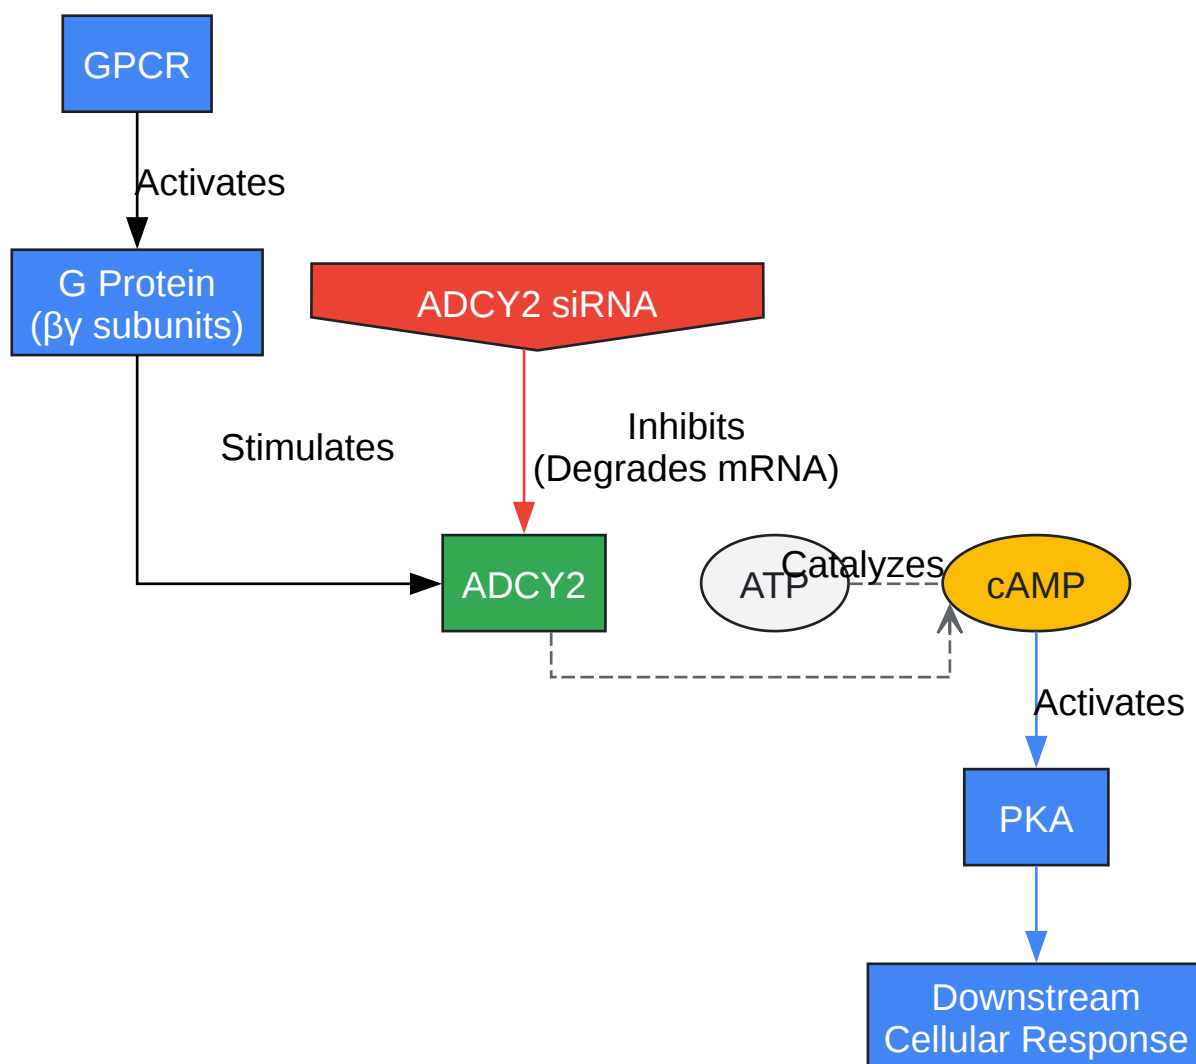 GPCR
Activates
G Protein
(βγ subunits)
ADCY2 siRNA
Stimulates
Inhibits
(Degrades mRNA)
ADCY2
ATP
Catalyzes
cAMP
Activates
PKA
Downstream
Cellular Response